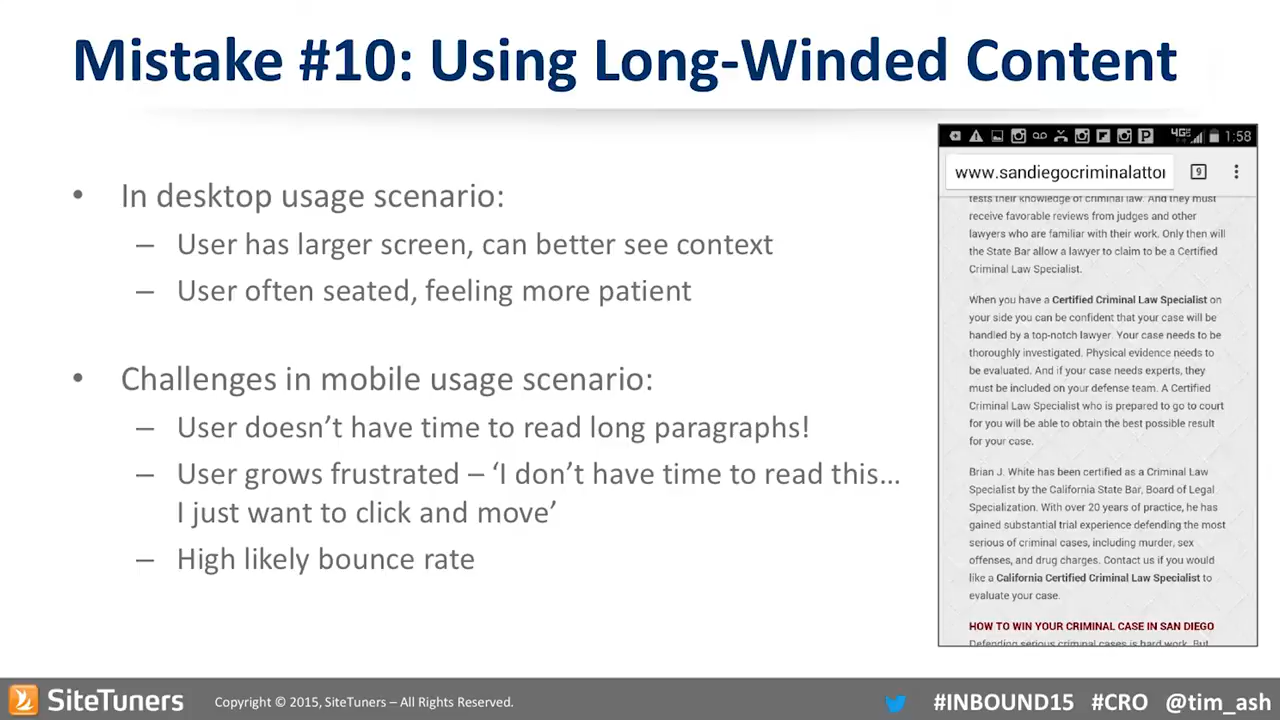 Mistake #10: Using Long-Winded Content
• In desktop usage scenario:
– User has larger screen, can better see context
– User often seated, feeling more patient
• Challenges in mobile usage scenario:
– User doesn’t have time to read long paragraphs!
– User grows frustrated – ‘I don’t have time to read this…
I just want to click and move’
– High likely bounce rate
4G 1:58
www.sandiegocriminalattor
9
tests their knowledge of criminal law. And they must
receive favorable reviews from judges and other
lawyers who are familiar with their work. Only then will
the State Bar allow a lawyer to claim to be a Certified
Criminal Law Specialist.
When you have a Certified Criminal Law Specialist on
your side you can be confident that your case will be
handled by a top-notch lawyer. Your case needs to be
thoroughly investigated. Physical evidence needs to
be evaluated. And if your case needs experts, they
must be included on your defense team. A Certified
Criminal Law Specialist who is prepared to go to court
for you will be able to obtain the best possible result
for your case.
Brian J. White has been certified as a Criminal Law
Specialist by the California State Bar, Board of Legal
Specialization. With over 20 years of practice, he has
gained substantial trial experience defending the most
serious of criminal cases, including murder, sex
offenses, and drug charges. Contact us if you would
like a California Certified Criminal Law Specialist to
evaluate your case.
HOW TO WIN YOUR CRIMINAL CASE IN SAN DIEGO
Defending serious criminal cases is hard work. But
SiteTuners
Copyright © 2015, SiteTuners – All Rights Reserved.
#INBOUND15 #CRO @tim_ash